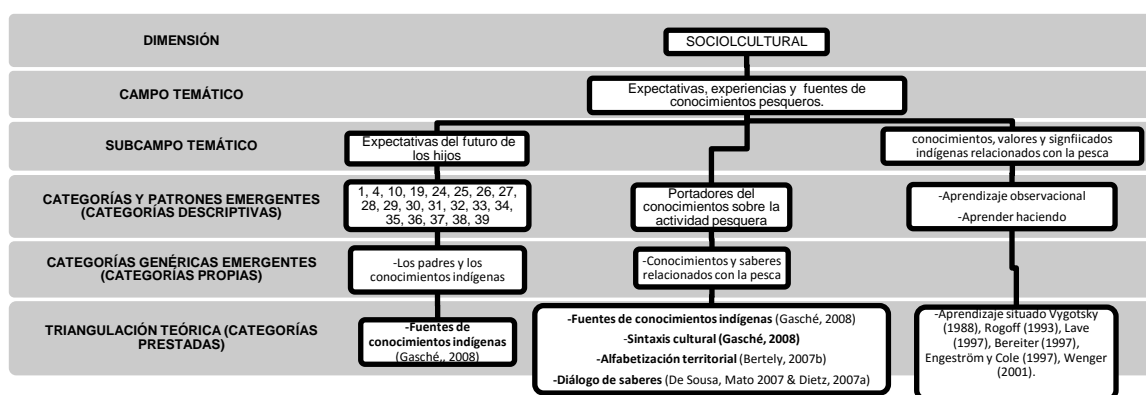 DIMENSIÓN
SOCIOLCULTURAL
CAMPO TEMÁTICO
Expectativas, experiencias y fuentes de
conocimientos pesqueros.
SUBCAMPO TEMÁTICO
Expectativas del futuro de
los hijos
conocimientos, valores y signfiicados
indígenas relacionados con la pesca
CATEGORÍAS Y PATRONES EMERGENTES
(CATEGORÍAS DESCRIPTIVAS)
1, 4, 10, 19, 24, 25, 26, 27,
28, 29, 30, 31, 32, 33, 34,
35, 36, 37, 38, 39
Portadores del
conocimientos sobre la
actividad pesquera
-Aprendizaje observacional
-Aprender haciendo
CATEGORÍAS GENÉRICAS EMERGENTES
(CATEGORÍAS PROPIAS)
-Los padres y los
conocimientos indígenas
-Conocimientos y saberes
relacionados con la pesca
TRIANGULACIÓN TEÓRICA (CATEGORÍAS
PRESTADAS)
-Fuentes de
conocimientos indígenas
(Gasché,, 2008)
-Fuentes de conocimientos indígenas (Gasché, 2008)
-Sintaxis cultural (Gasché, 2008)
-Alfabetización territorial (Bertely, 2007b)
-Diálogo de saberes (De Sousa, Mato 2007 & Dietz, 2007a)
-Aprendizaje situado Vygotsky
(1988), Rogoff (1993), Lave
(1997), Bereiter (1997),
Engeström y Cole (1997), Wenger
(2001).